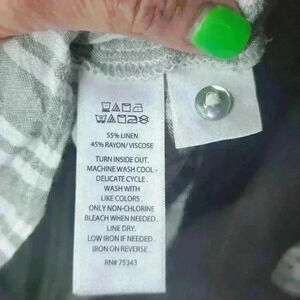 55% LINEN
45% RAYON/VISCOSE
TURN INSIDE OUT.
MACHINE WASH COOL -
DELICATE CYCLE.
WASH WITH
LIKE COLORS.
ONLY NON-CHLORINE
BLEACH WHEN NEEDED.
LINE DRY.
LOW IRON IF NEEDED.
IRON ON REVERSE.
RN# 75343